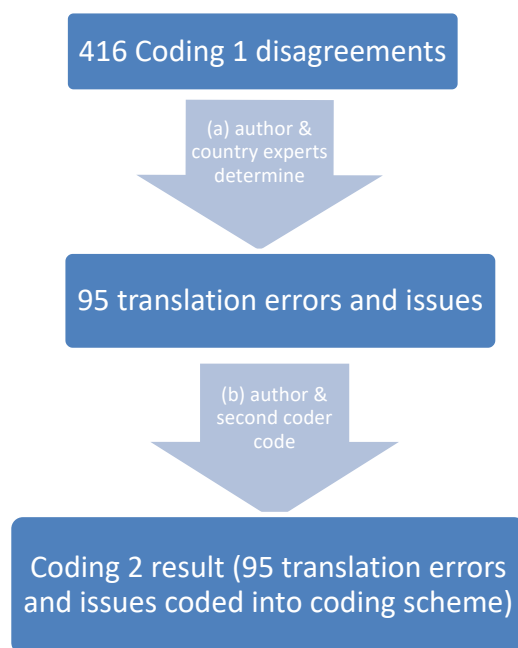 416 Coding 1 disagreements
(a) author &
country experts
determine
95 translation errors and issues
(b) author &
second coder
code
Coding 2 result (95 translation errors
and issues coded into coding scheme)